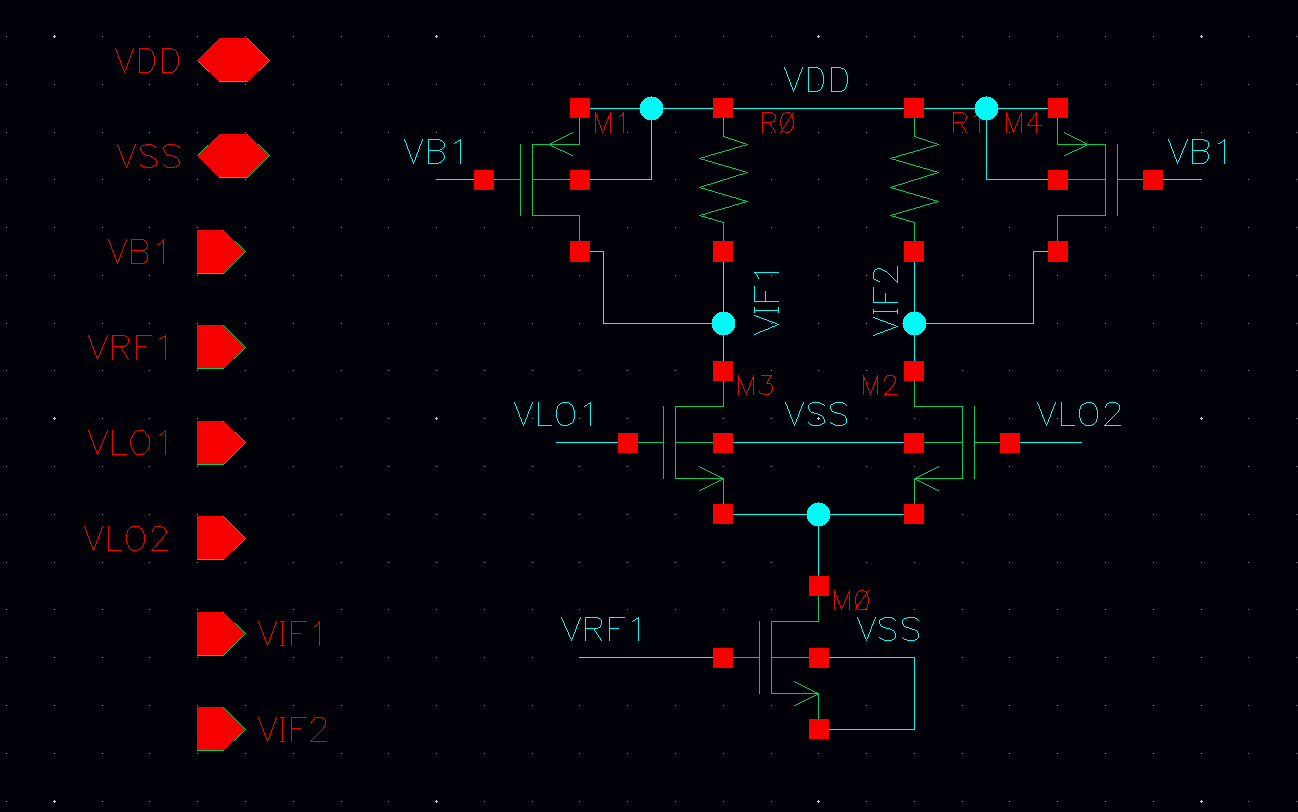 VDD
VSS
VB1
VRF1
VLO1
VLO2
VIF1
VIF2
VDD
M1
RØ
R1
M4
VB1
VB1
VIF1
VIF2
M3
M2
VLO1
VSS
VLO2
MØ
VRF1
VSS